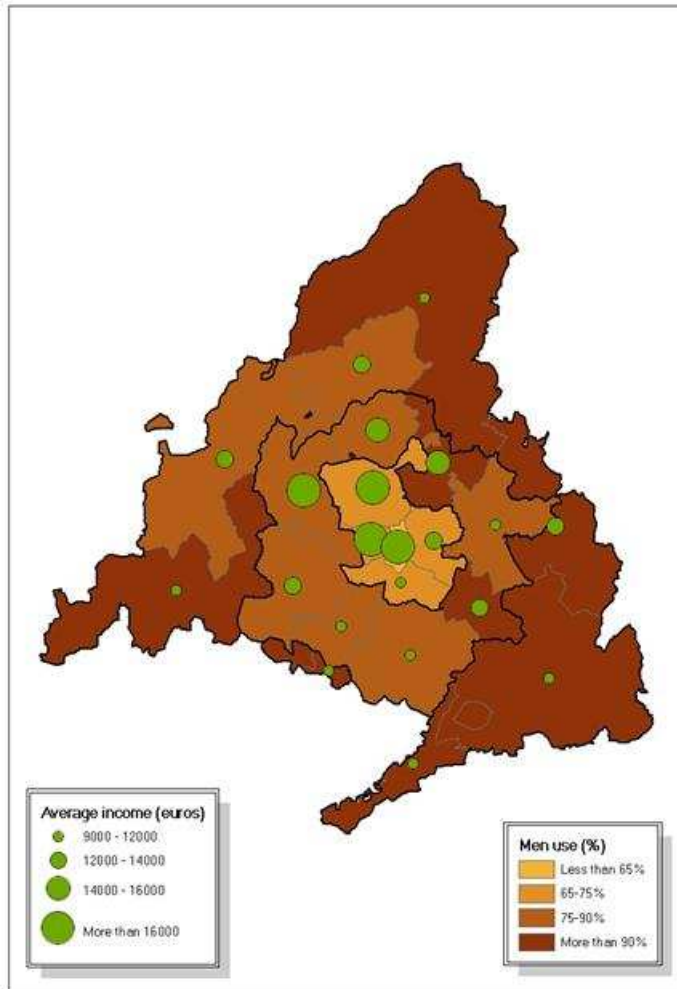 Average income (euros)
9000 - 12000
12000 - 14000
14000 - 16000
More than 16000
Men use (%)
Less than 65%
65-75%
75-90%
More than 90%